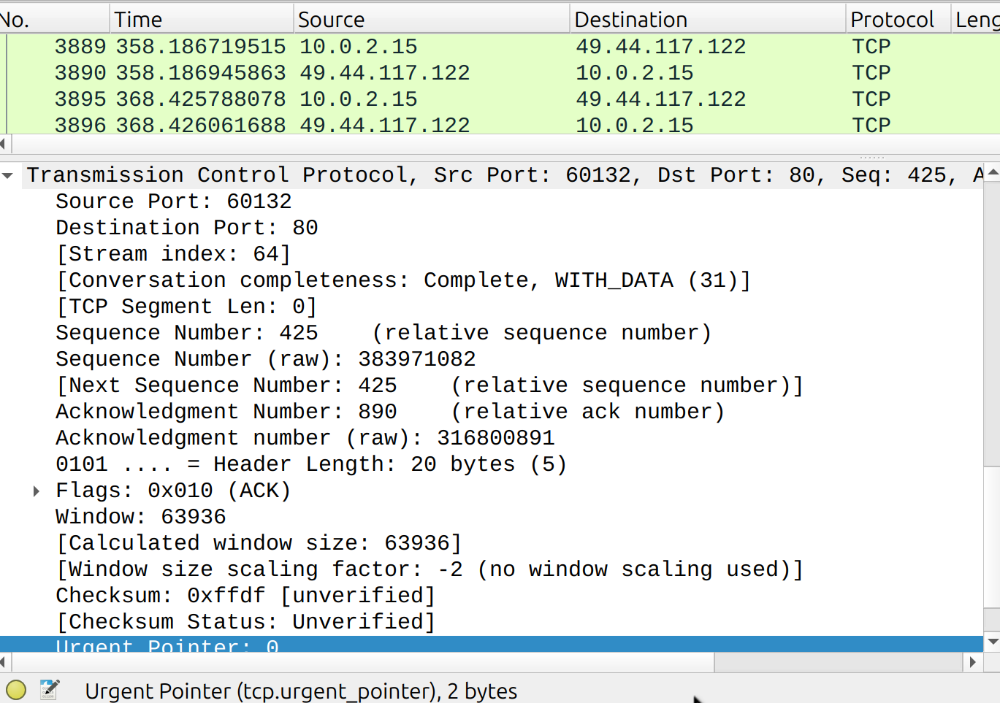 No. Time Source Destination Protocol Leng
3889 358.186719515 10.0.2.15 49.44.117.122 TCP
3890 358.186945863 49.44.117.122 10.0.2.15 TCP
3895 368.425788078 10.0.2.15 49.44.117.122 TCP
3896 368.426061688 49.44.117.122 10.0.2.15 TCP
Transmission Control Protocol, Src Port: 60132, Dst Port: 80, Seq: 425, A
Source Port: 60132
Destination Port: 80
[Stream index: 64]
[Conversation completeness: Complete, WITH_DATA (31)]
[TCP Segment Len: 0]
Sequence Number: 425    (relative sequence number)
Sequence Number (raw): 383971082
[Next Sequence Number: 425    (relative sequence number)]
Acknowledgment Number: 890    (relative ack number)
Acknowledgment number (raw): 316800891
0101 .... = Header Length: 20 bytes (5)
Flags: 0x010 (ACK)
Window: 63936
[Calculated window size: 63936]
[Window size scaling factor: -2 (no window scaling used)]
Checksum: 0xffdf [unverified]
[Checksum Status: Unverified]
Urgent Pointer: 0
Urgent Pointer (tcp.urgent_pointer), 2 bytes